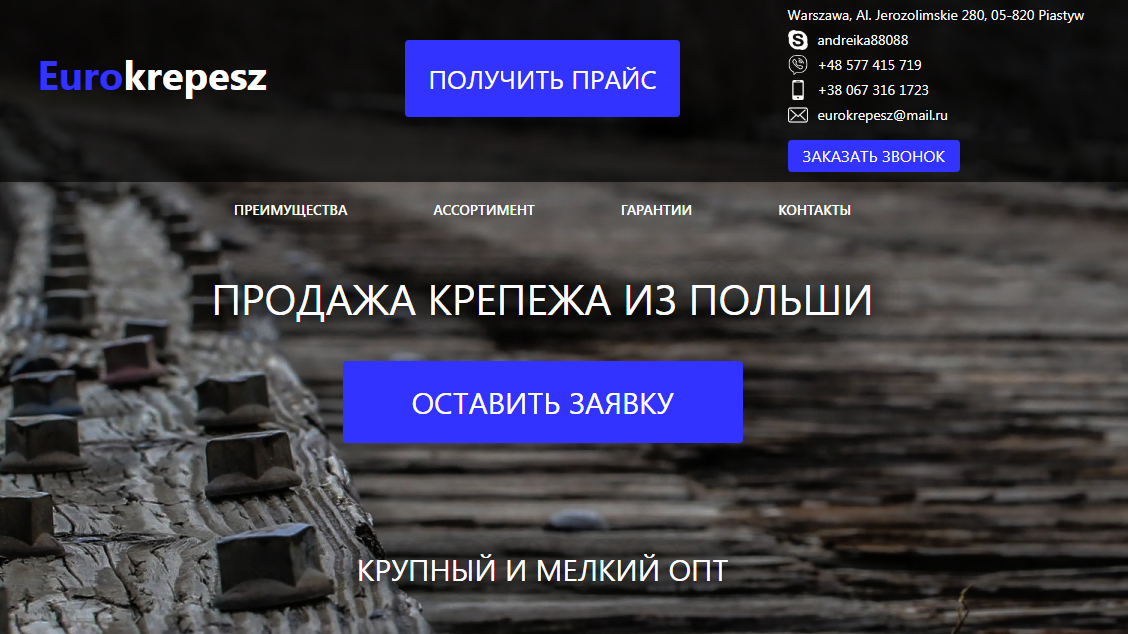 Warszawa, Al. Jerozolimskie 280, 05-820 Piastyw
andreika88088
Eurokrepesz
ПОЛУЧИТЬ ПРАЙС
+48 577 415 719
+38 067 316 1723
eurokrepesz@mail.ru
ЗАКАЗАТЬ ЗВОНОК
ПРЕИМУЩЕСТВА
АССОРТИМЕНТ
ГАРАНТИИ
КОНТАКТЫ
ПРОДАЖА КРЕПЕЖА ИЗ ПОЛЬШИ
ОСТАВИТЬ ЗАЯВКУ
КРУПНЫЙ И МЕЛКИЙ ОПТ